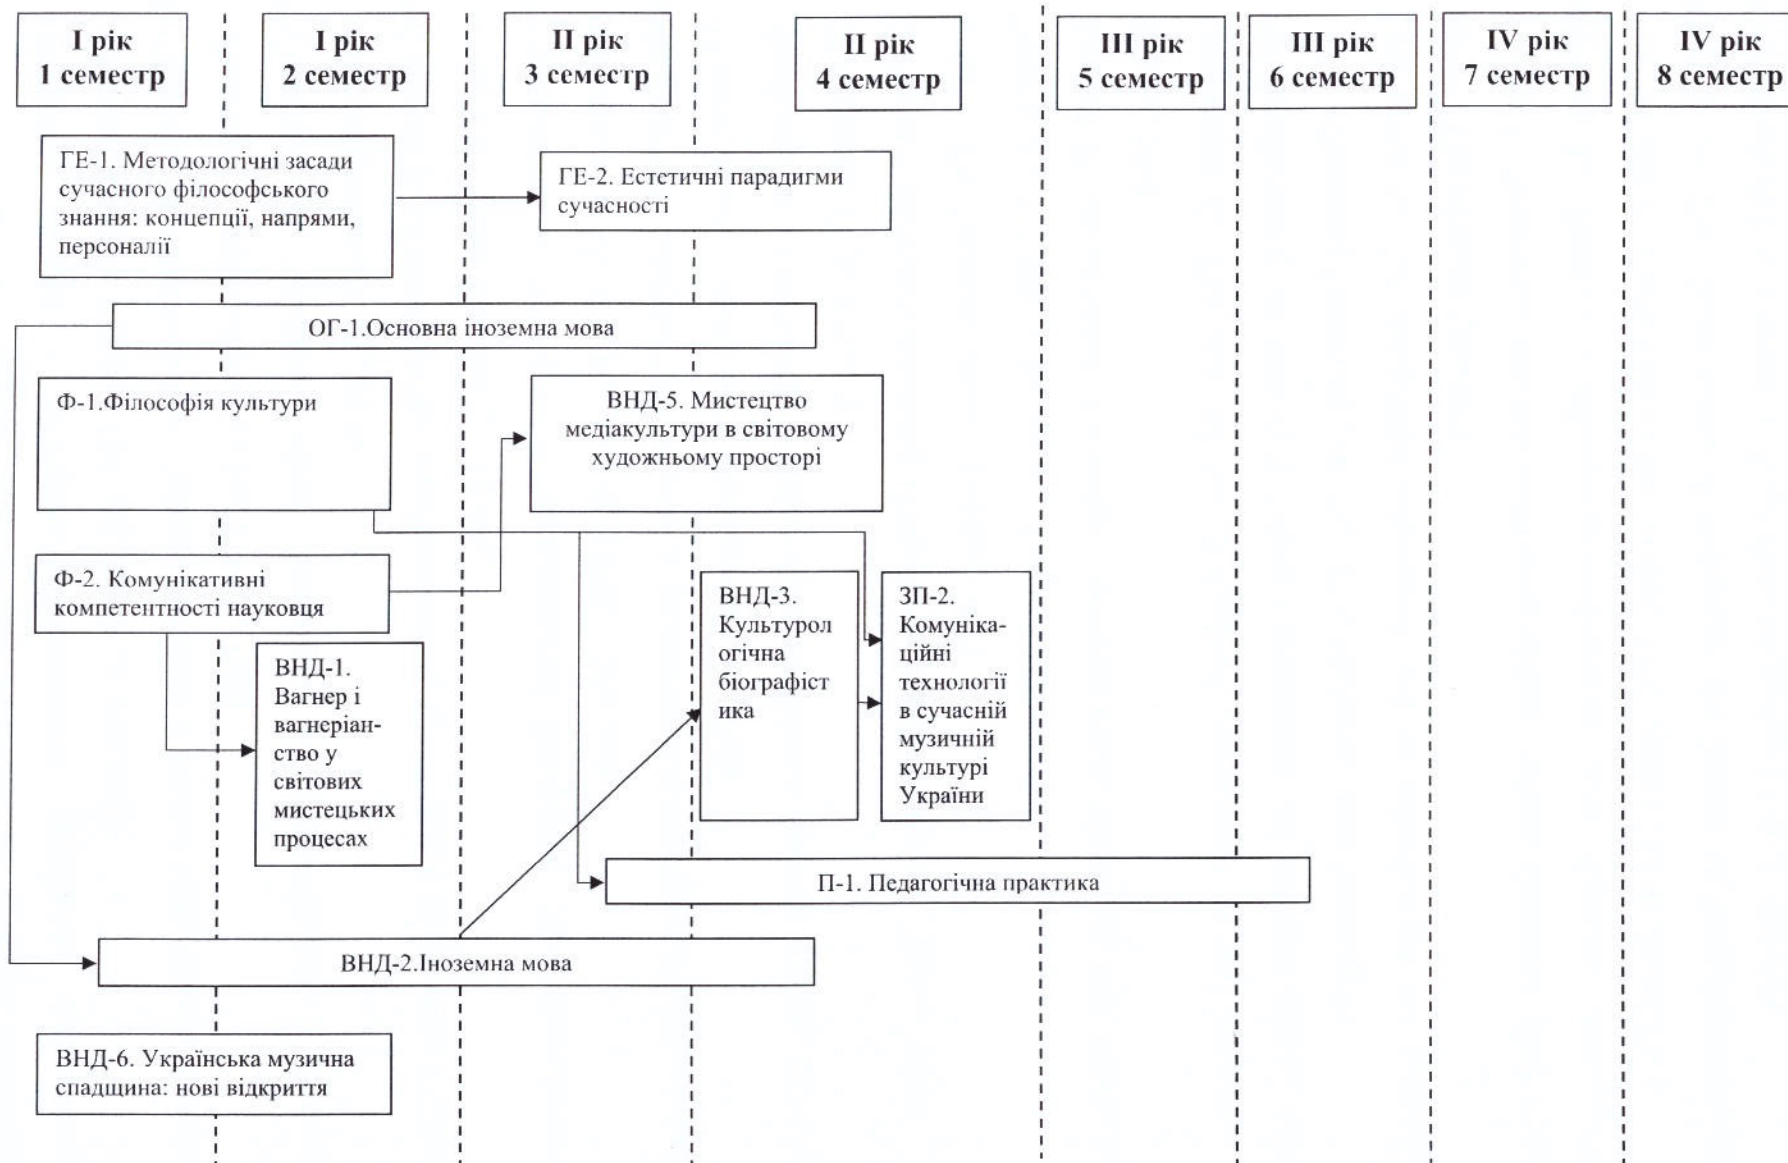 І рік
1 семестр
І рік
2 семестр
ІІ рік
3 семестр
ІІ рік
4 семестр
ІІІ рік
5 семестр
ІІІ рік
6 семестр
IV рік
7 семестр
IV рік
8 семестр
ГЕ-1. Методологічні засади
сучасного філософського
знання: концепції, напрями,
персоналії
ГЕ-2. Естетичні парадигми
сучасності
ОГ-1.Основна іноземна мова
Ф-1.Філософія культури
ВНД-5. Мистецтво
медіакультури в світовому
художньому просторі
Ф-2. Комунікативні
компетентності науковця
ВНД-1.
Вагнер і
вагнеріан-
ство у
світових
мистецьких
процесах
ВНД-3.
Культурол
огічна
біографіст
ика
ЗП-2.
Комуніка-
ційні
технології
в сучасній
музичній
культурі
України
П-1. Педагогічна практика
ВНД-2.Іноземна мова
ВНД-6. Українська музична
спадщина: нові відкриття